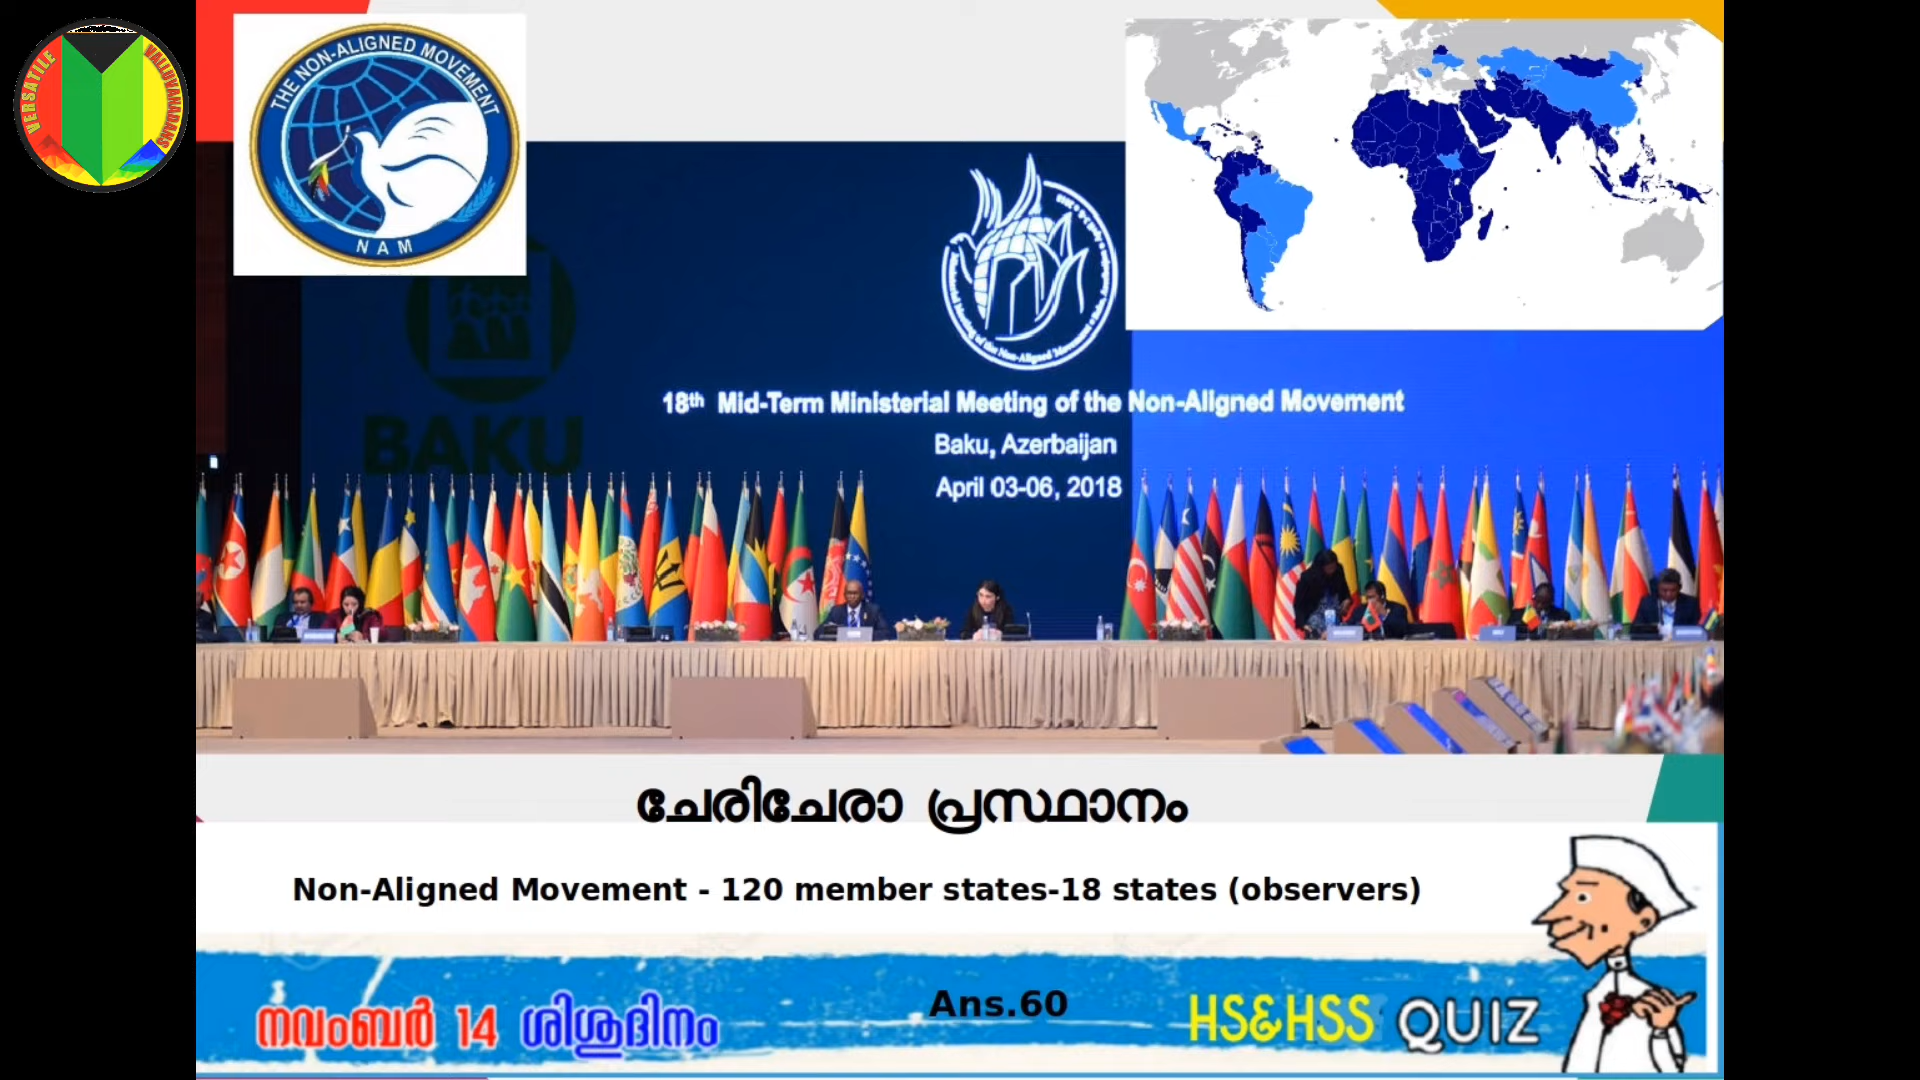 VERSATILE
VALLUVANADANS
THE NON-ALIGNED MOVEMENT
NAM
BAKU
18th Mid-Term Ministerial Meeting of the Non-Aligned Movement
Baku, Azerbaijan
April 03-06, 2018
ചേരിചേരാ പ്രസ്ഥാനം
Non-Aligned Movement - 120 member states-18 states (observers)
Ans.60
നവംബർ 14 ശിശുദിനം
HS&HSS QUIZ